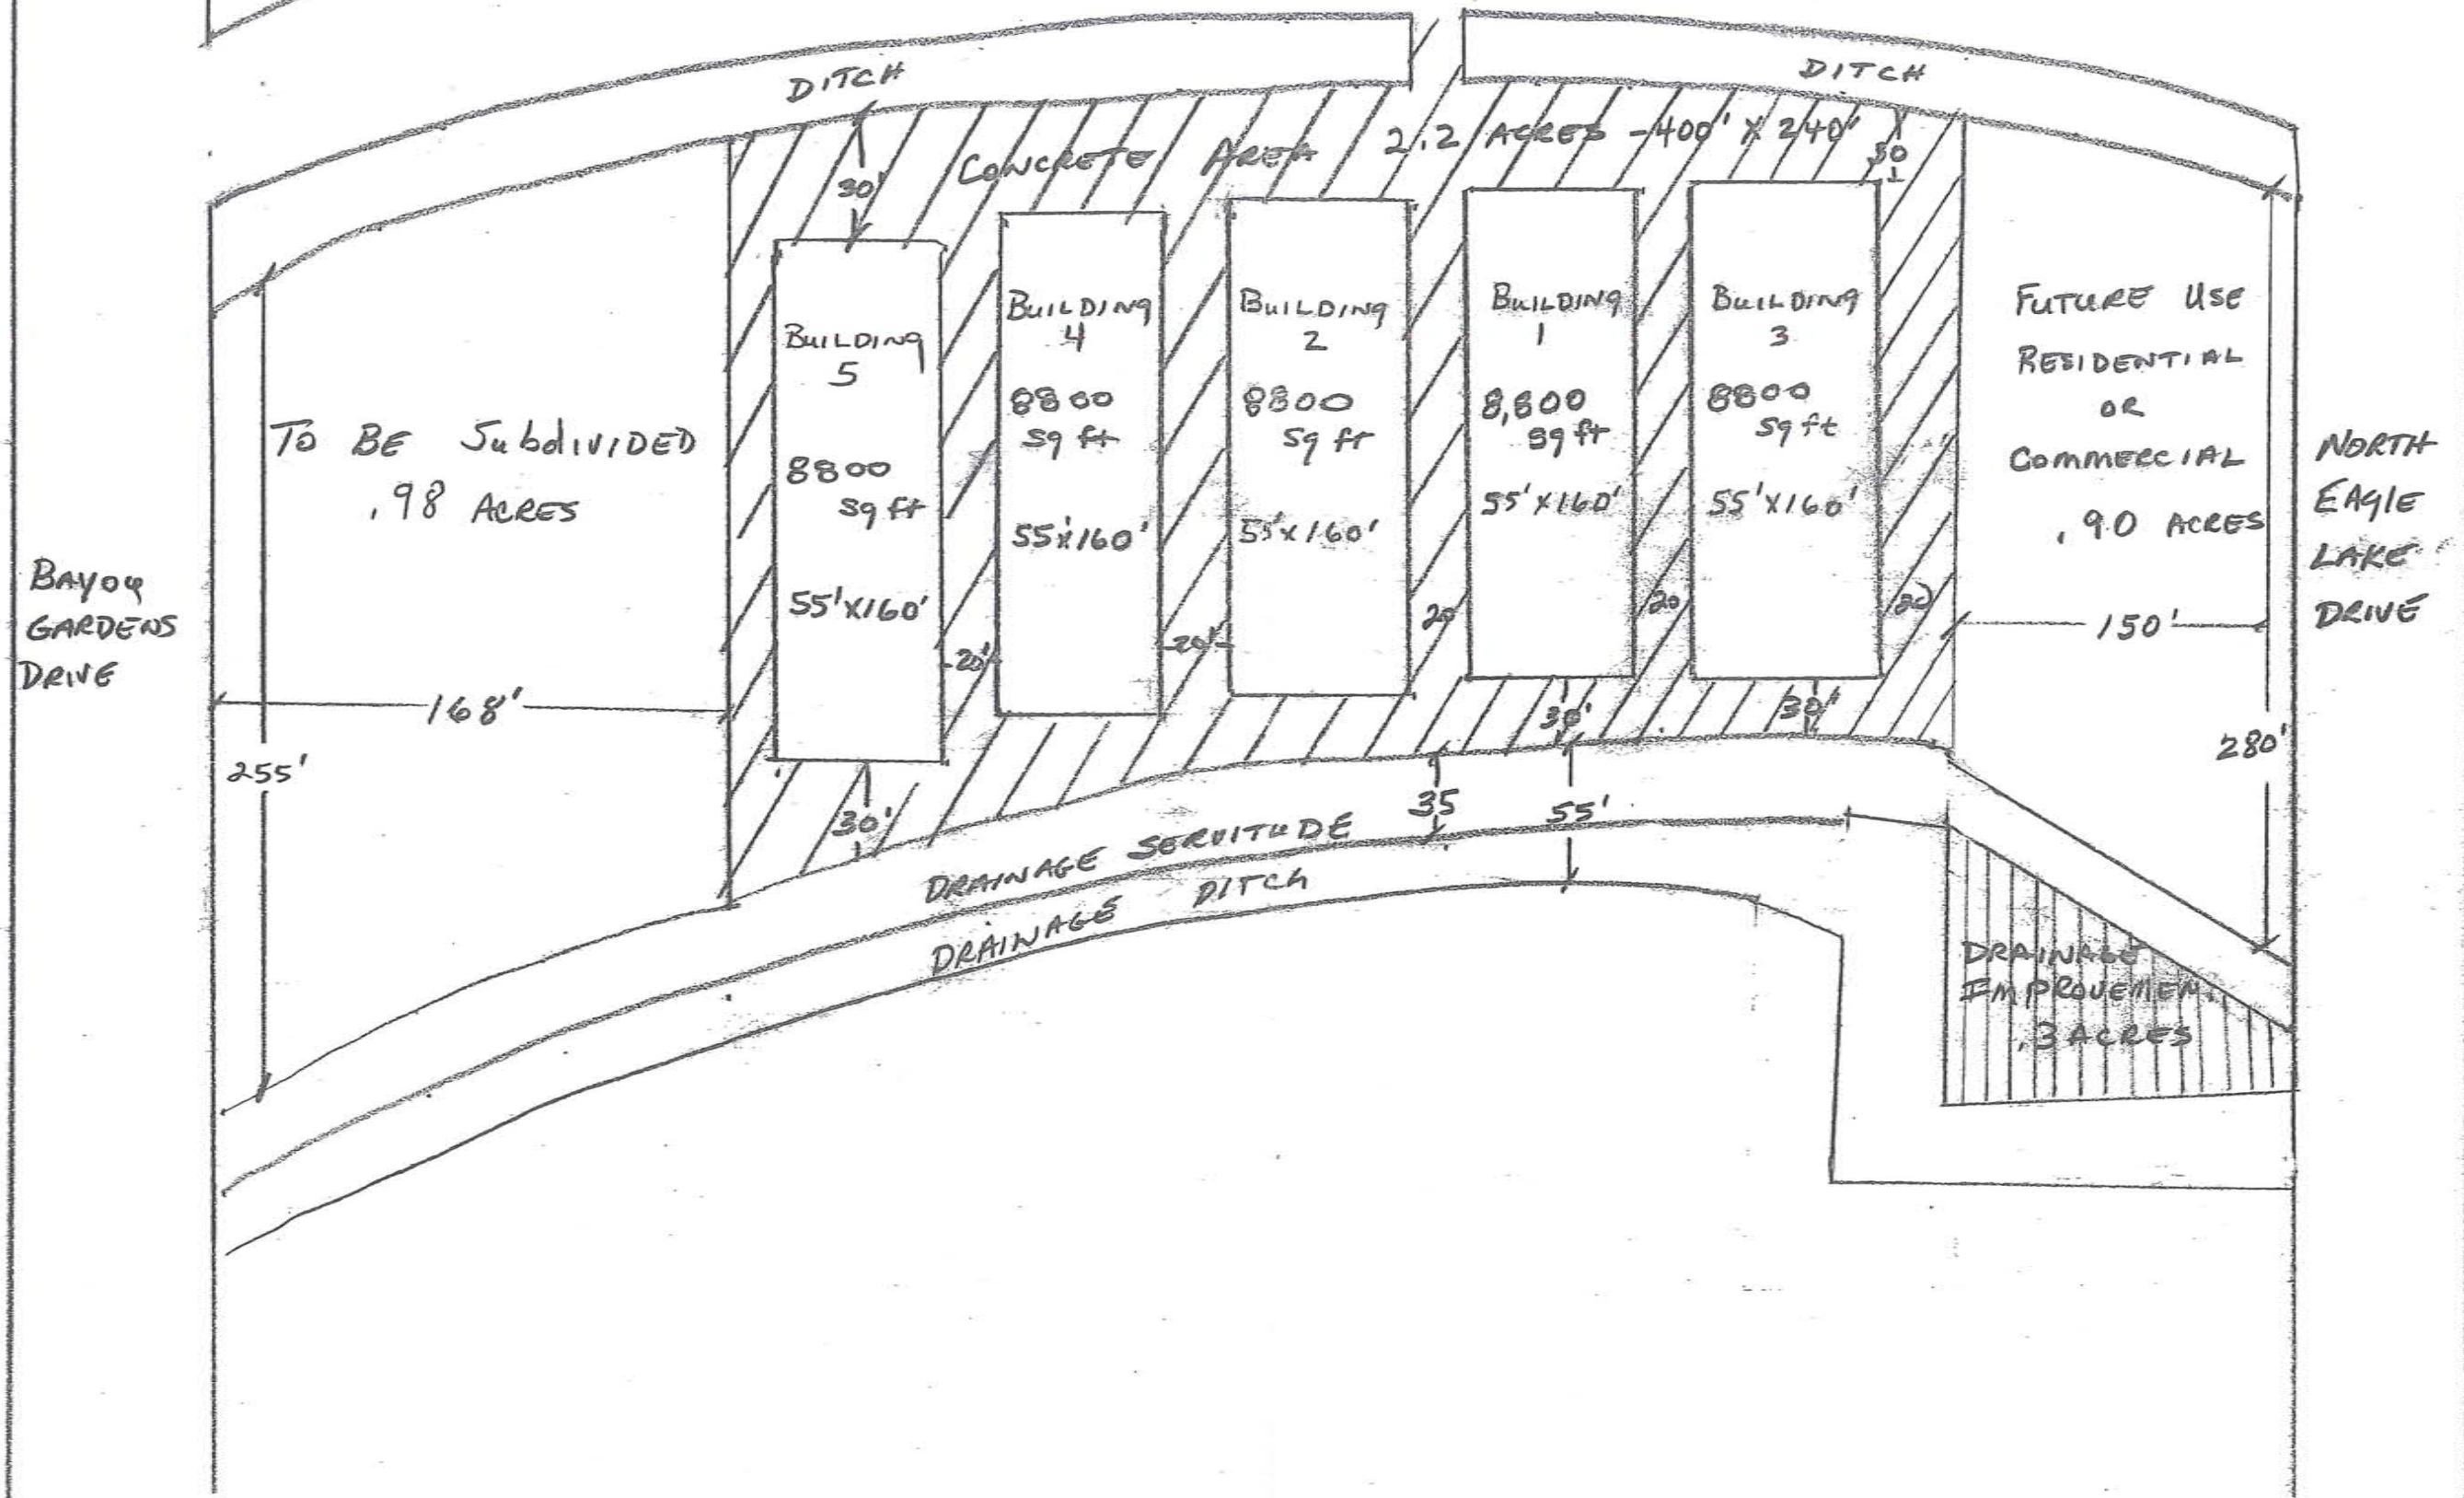 DITCH
DITCH
CONCRETE AREA 2.2 ACRES - 400' X 240'
30'
30
BUILDING
5
8800
sq ft
55'X160'
BUILDING
4
8800
sq ft
55'x160'
BUILDING
2
8800
sq ft
55'x160'
BUILDING
1
8,800
sq ft
55'X160'
BUILDING
3
8800
sq ft
55'X160'
FUTURE USE
RESIDENTIAL
OR
COMMERCIAL
.90 ACRES
NORTH
EAGLE
LAKE
DRIVE
TO BE SubdIVIDED
.98 ACRES
BAYOU
GARDENS
DRIVE
20'
20'
20
20
20
150'
168'
255'
280'
30'
30'
30'
35
55'
DRAINAGE SERVITUDE
DRAINAGE DITCH
DRAINAGE
IMPROVEMEN
.3 ACRES